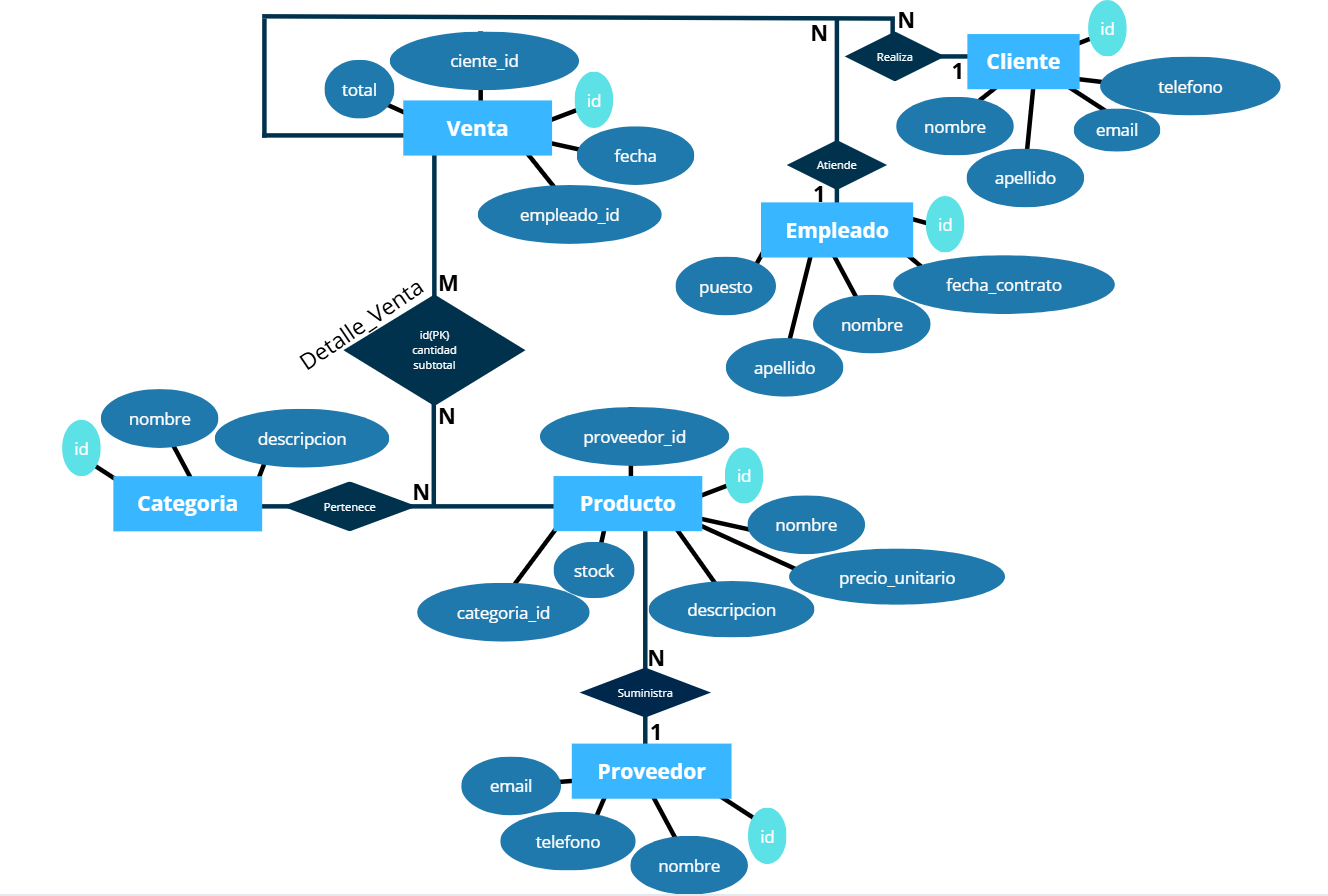 N
Realiza
1
Cliente
id
telefono
nombre
email
apellido
ciente_id
total
id
Venta
fecha
empleado_id
N
Atiende
1
Empleado
id
puesto
fecha_contrato
nombre
apellido
M
Detalle_Venta
id(PK)
cantidad
subtotal
N
nombre
id
descripcion
Categoria
Pertenece
N
proveedor_id
id
Producto
nombre
stock
precio_unitario
categoria_id
descripcion
N
Suministra
1
Proveedor
email
telefono
nombre
id